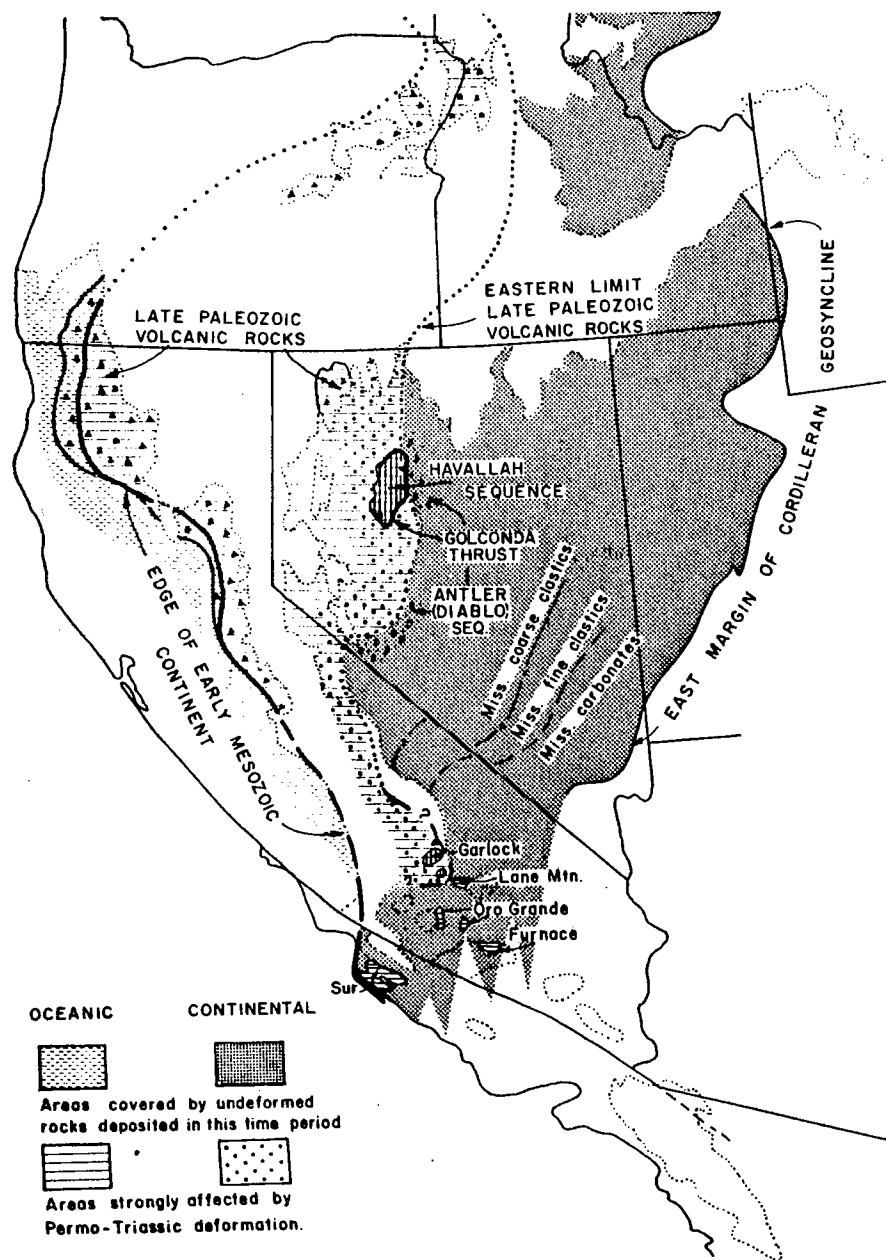 LATE PALEOZOIC
VOLCANIC ROCKS
EASTERN LIMIT
LATE PALEOZOIC
VOLCANIC ROCKS
GEOSYNCLINE
HAVALLAH
SEQUENCE
GOLCONDA
THRUST
ANTLER
(DIABLO)
SEQ.
EDGE OF EARLY MESOZOIC
CONTINENT
Miss coarse clastics
Miss. fine clastics
Miss. carbonates
EAST MARGIN OF CORDILLERAN
?
Garlock
Lane Mtn.
Oro Grande
Furnace
Sur
OCEANIC CONTINENTAL
Areas covered by undeformed
rocks deposited in this time period
Areas strongly affected by
Permo-Triassic deformation.